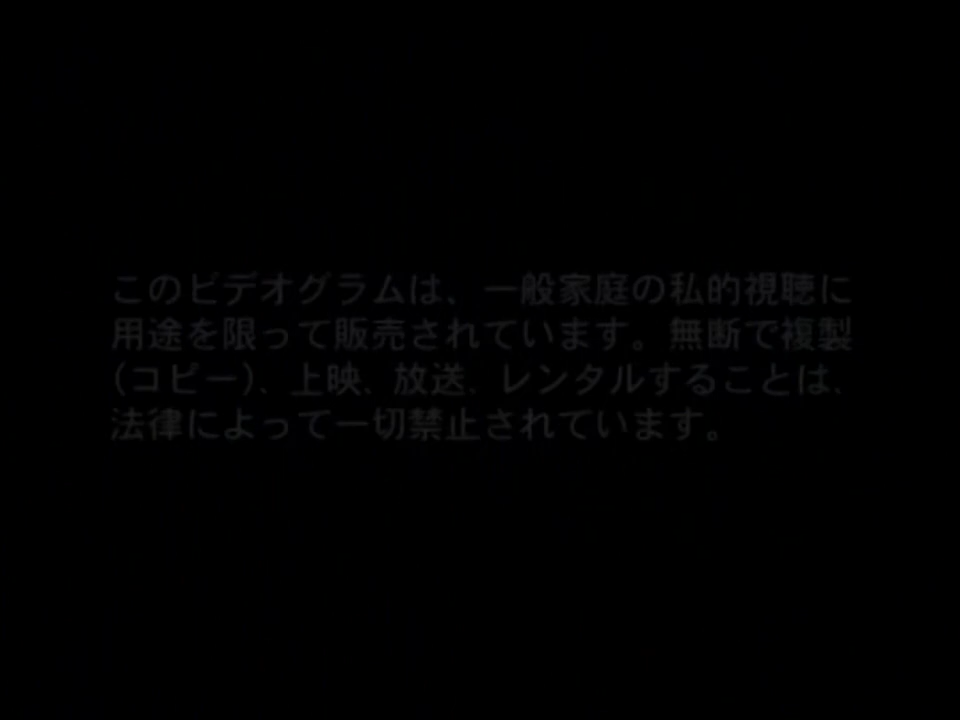 このビデオグラムは、一般家庭の私的視聴に
用途を限って販売されています。無断で複製
(コピー)、上映、放送、レンタルすることは、
法律によって一切禁止されています。